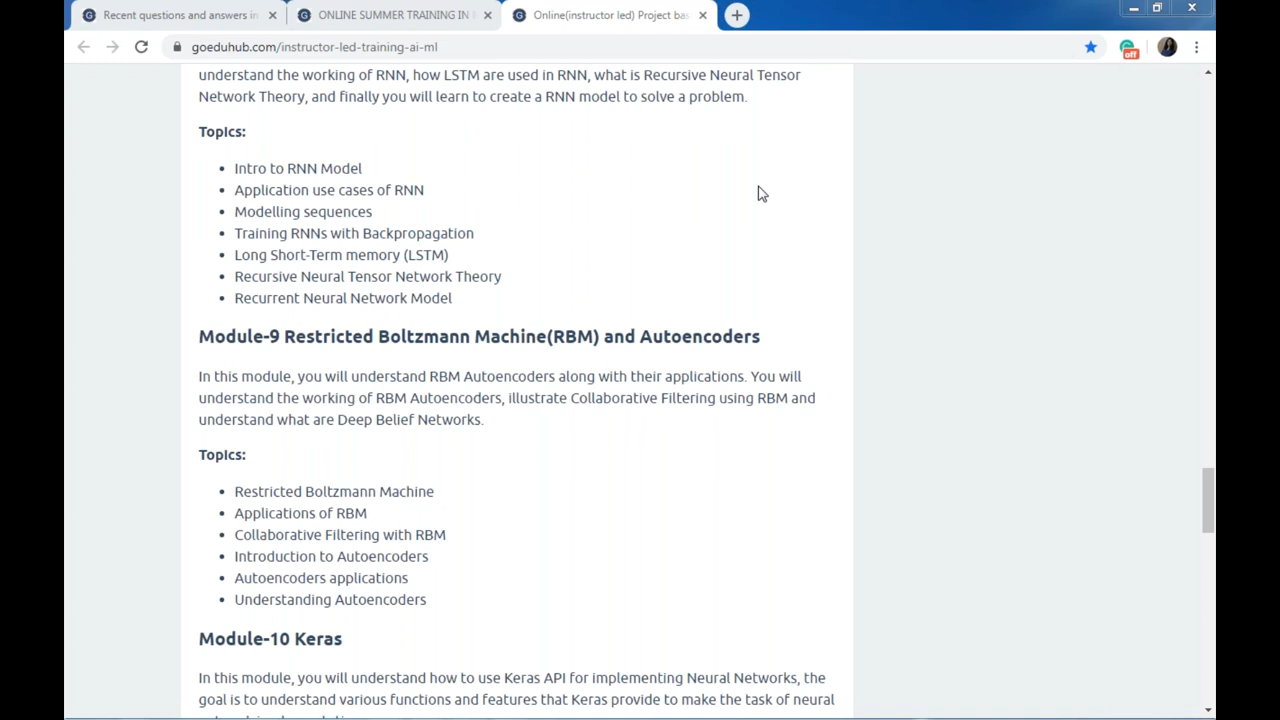 Recent questions and answers in
ONLINE SUMMER TRAINING IN
Online(instructor led) Project bas
goeduhub.com/instructor-led-training-ai-ml
off
understand the working of RNN, how LSTM are used in RNN, what is Recursive Neural Tensor
Network Theory, and finally you will learn to create a RNN model to solve a problem.
Topics:
• Intro to RNN Model
• Application use cases of RNN
• Modelling sequences
• Training RNNs with Backpropagation
• Long Short-Term memory (LSTM)
• Recursive Neural Tensor Network Theory
• Recurrent Neural Network Model
Module-9 Restricted Boltzmann Machine(RBM) and Autoencoders
In this module, you will understand RBM Autoencoders along with their applications. You will
understand the working of RBM Autoencoders, illustrate Collaborative Filtering using RBM and
understand what are Deep Belief Networks.
Topics:
• Restricted Boltzmann Machine
• Applications of RBM
• Collaborative Filtering with RBM
• Introduction to Autoencoders
• Autoencoders applications
• Understanding Autoencoders
Module-10 Keras
In this module, you will understand how to use Keras API for implementing Neural Networks, the
goal is to understand various functions and features that Keras provide to make the task of neural